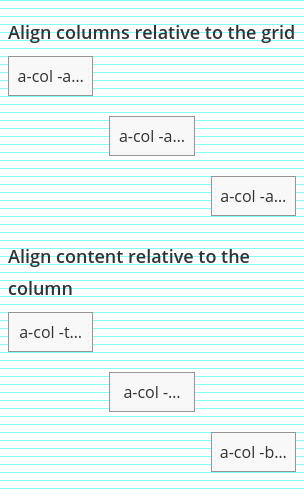 Align columns relative to the grid
a-col -a...
a-col -a...
a-col -a...
Align content relative to the
column
a-col -t...
a-col -...
a-col -b...